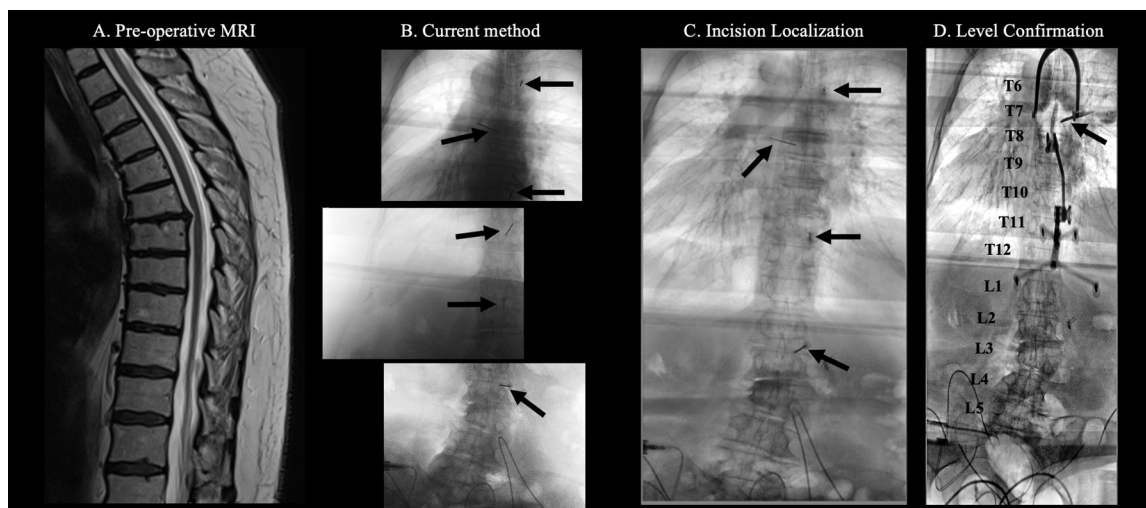 A. Pre-operative MRI
B. Current method
C. Incision Localization
D. Level Confirmation
T6
T7
T8
T9
T10
T11
T12
L1
L2
L3
L4
L5